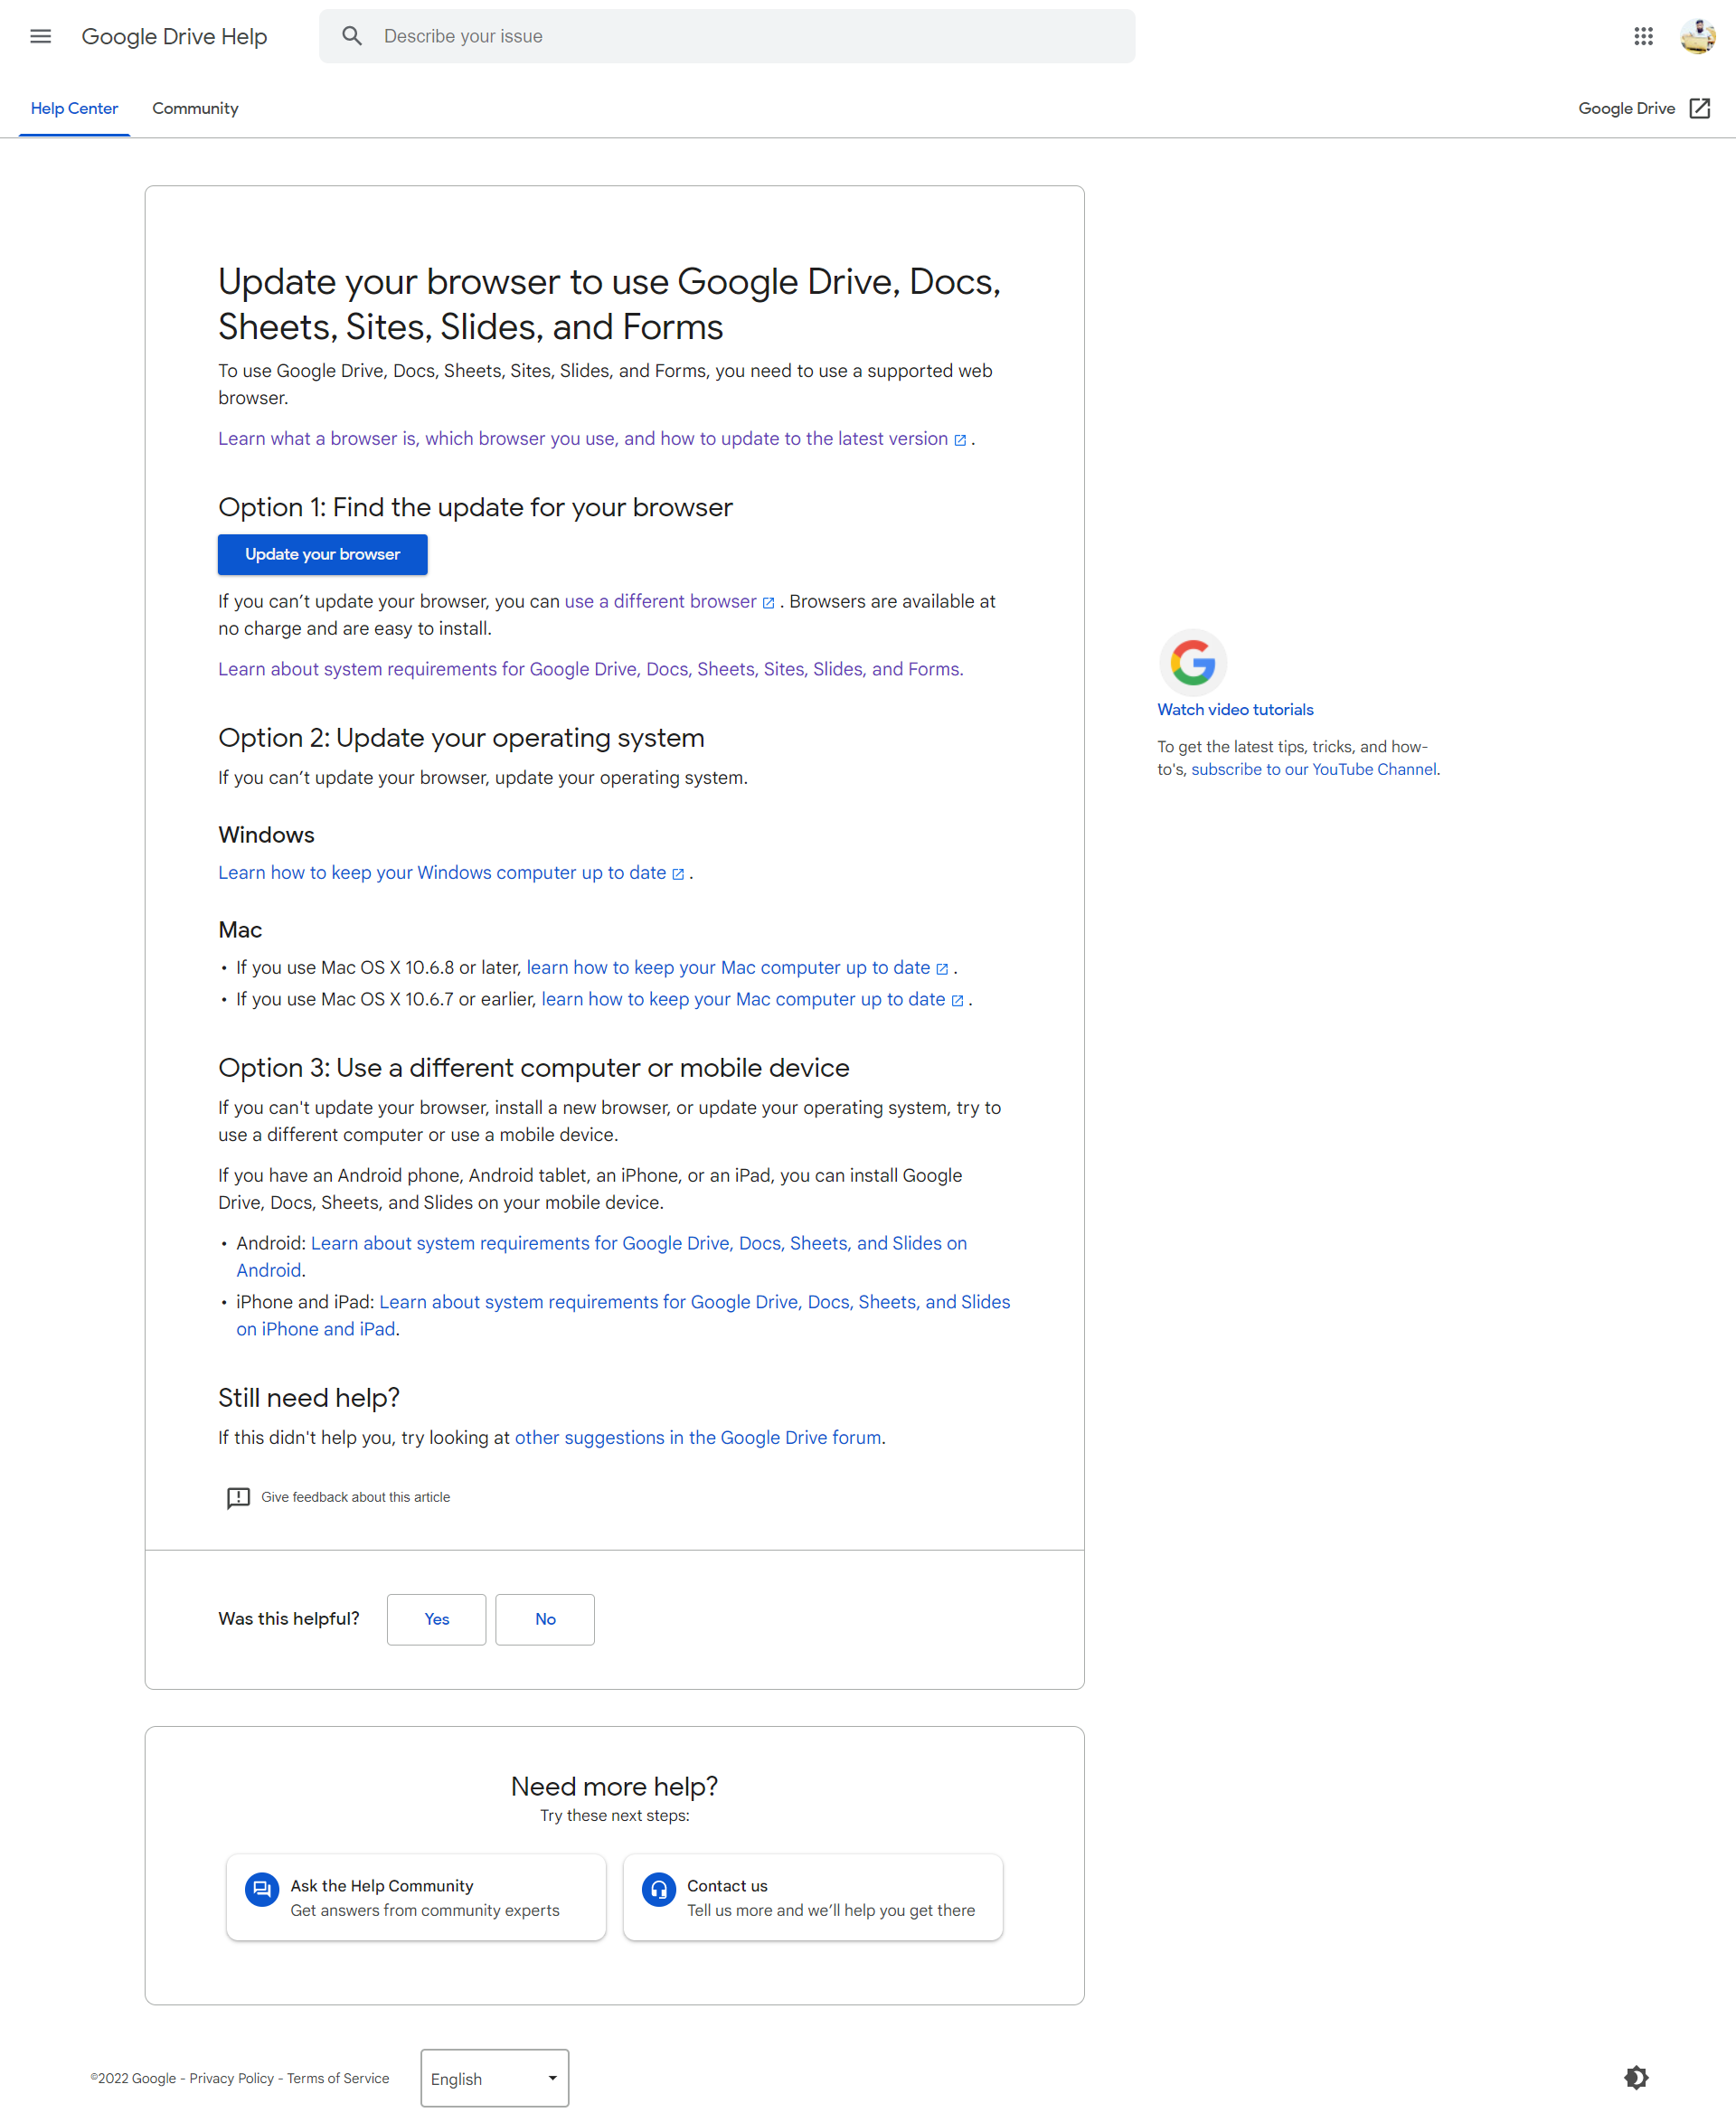 Google Drive Help
Describe your issue
Help Center
Community
Google Drive
Update your browser to use Google Drive, Docs,
Sheets, Sites, Slides, and Forms
To use Google Drive, Docs, Sheets, Sites, Slides, and Forms, you need to use a supported web
browser.
Learn what a browser is, which browser you use, and how to update to the latest version .
Option 1: Find the update for your browser
Update your browser
If you can’t update your browser, you can use a different browser . Browsers are available at
no charge and are easy to install.
Learn about system requirements for Google Drive, Docs, Sheets, Sites, Slides, and Forms.
Option 2: Update your operating system
If you can’t update your browser, update your operating system.
Windows
Learn how to keep your Windows computer up to date .
Mac
• If you use Mac OS X 10.6.8 or later, learn how to keep your Mac computer up to date .
• If you use Mac OS X 10.6.7 or earlier, learn how to keep your Mac computer up to date .
Option 3: Use a different computer or mobile device
If you can't update your browser, install a new browser, or update your operating system, try to
use a different computer or use a mobile device.
If you have an Android phone, Android tablet, an iPhone, or an iPad, you can install Google
Drive, Docs, Sheets, and Slides on your mobile device.
• Android: Learn about system requirements for Google Drive, Docs, Sheets, and Slides on
Android.
• iPhone and iPad: Learn about system requirements for Google Drive, Docs, Sheets, and Slides
on iPhone and iPad.
Still need help?
If this didn't help you, try looking at other suggestions in the Google Drive forum.
Give feedback about this article
Was this helpful?
Yes
No
Watch video tutorials
To get the latest tips, tricks, and how-
to's, subscribe to our YouTube Channel.
Need more help?
Try these next steps:
Ask the Help Community
Get answers from community experts
Contact us
Tell us more and we’ll help you get there
©2022 Google - Privacy Policy - Terms of Service
English